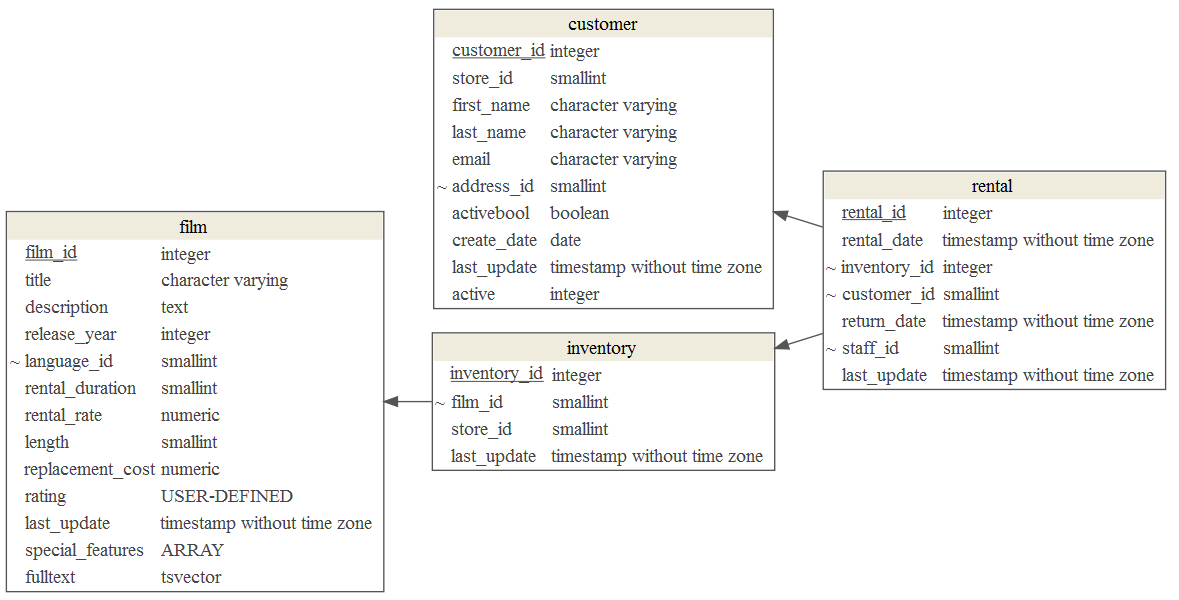 customer
customer_id integer
store_id smallint
first_name character varying
last_name character varying
email character varying
~ address_id smallint
activebool boolean
create_date date
last_update timestamp without time zone
active integer
rental
rental_id integer
rental_date timestamp without time zone
~ inventory_id integer
~ customer_id smallint
return_date timestamp without time zone
~ staff_id smallint
last_update timestamp without time zone
film
film_id integer
title character varying
description text
release_year integer
~ language_id smallint
rental_duration smallint
rental_rate numeric
length smallint
replacement_cost numeric
rating USER-DEFINED
last_update timestamp without time zone
special_features ARRAY
fulltext tsvector
inventory
inventory_id integer
~ film_id smallint
store_id smallint
last_update timestamp without time zone